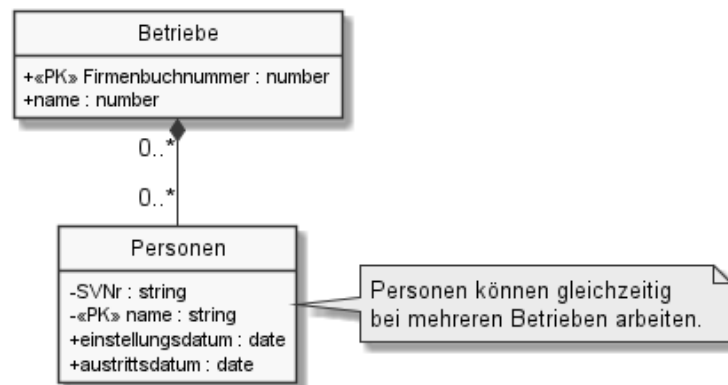 Betriebe
+«PK» Firmenbuchnummer : number
+name : number
0..*
0..*
Personen
-SVNr : string
-«PK» name : string
+einstellungsdatum : date
+austrittsdatum : date
Personen können gleichzeitig
bei mehreren Betrieben arbeiten.